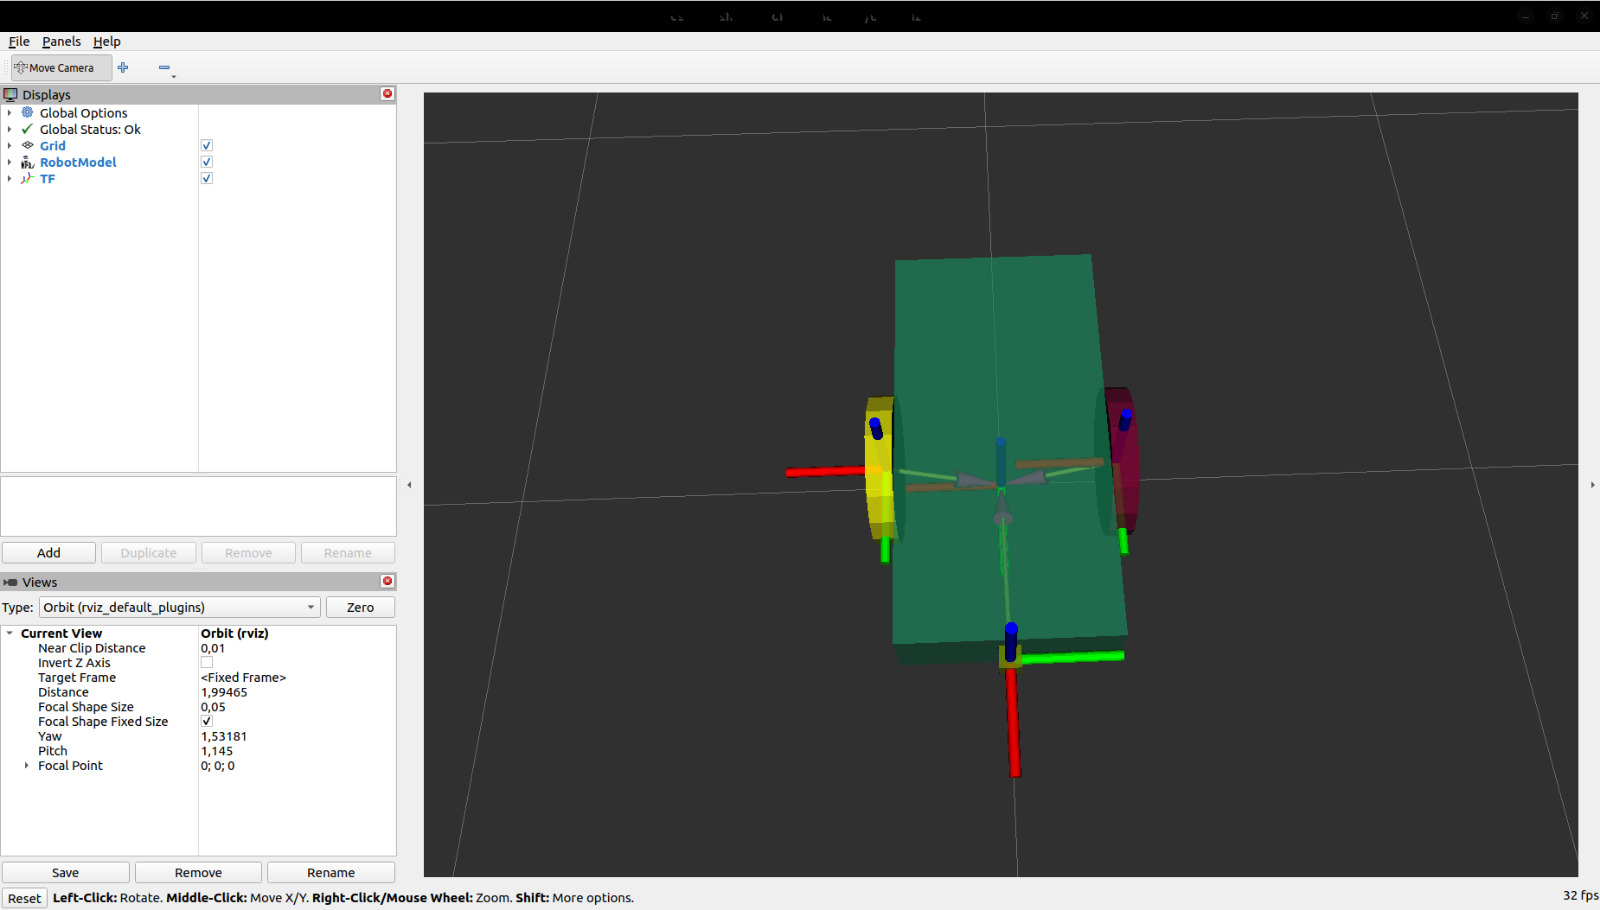 File Panels Help
Move Camera
Displays
Global Options
Global Status: Ok
Grid
RobotModel
TF
Add Duplicate Remove Rename
Views
Type: Orbit (rviz_default_plugins) Zero
Current View Orbit (rviz)
Near Clip Distance 0,01
Invert Z Axis
Target Frame <Fixed Frame>
Distance 1,99465
Focal Shape Size 0,05
Focal Shape Fixed Size
Yaw 1,53181
Pitch 1,145
Focal Point 0; 0; 0
Save Remove Rename
Reset Left-Click: Rotate. Middle-Click: Move X/Y. Right-Click/Mouse Wheel: Zoom. Shift: More options. 32 fps